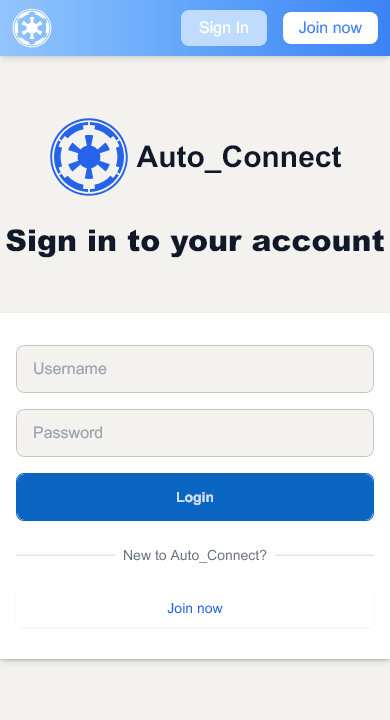 Sign In
Join now
Auto_Connect
Sign in to your account
Username
Password
Login
New to Auto_Connect?
Join now